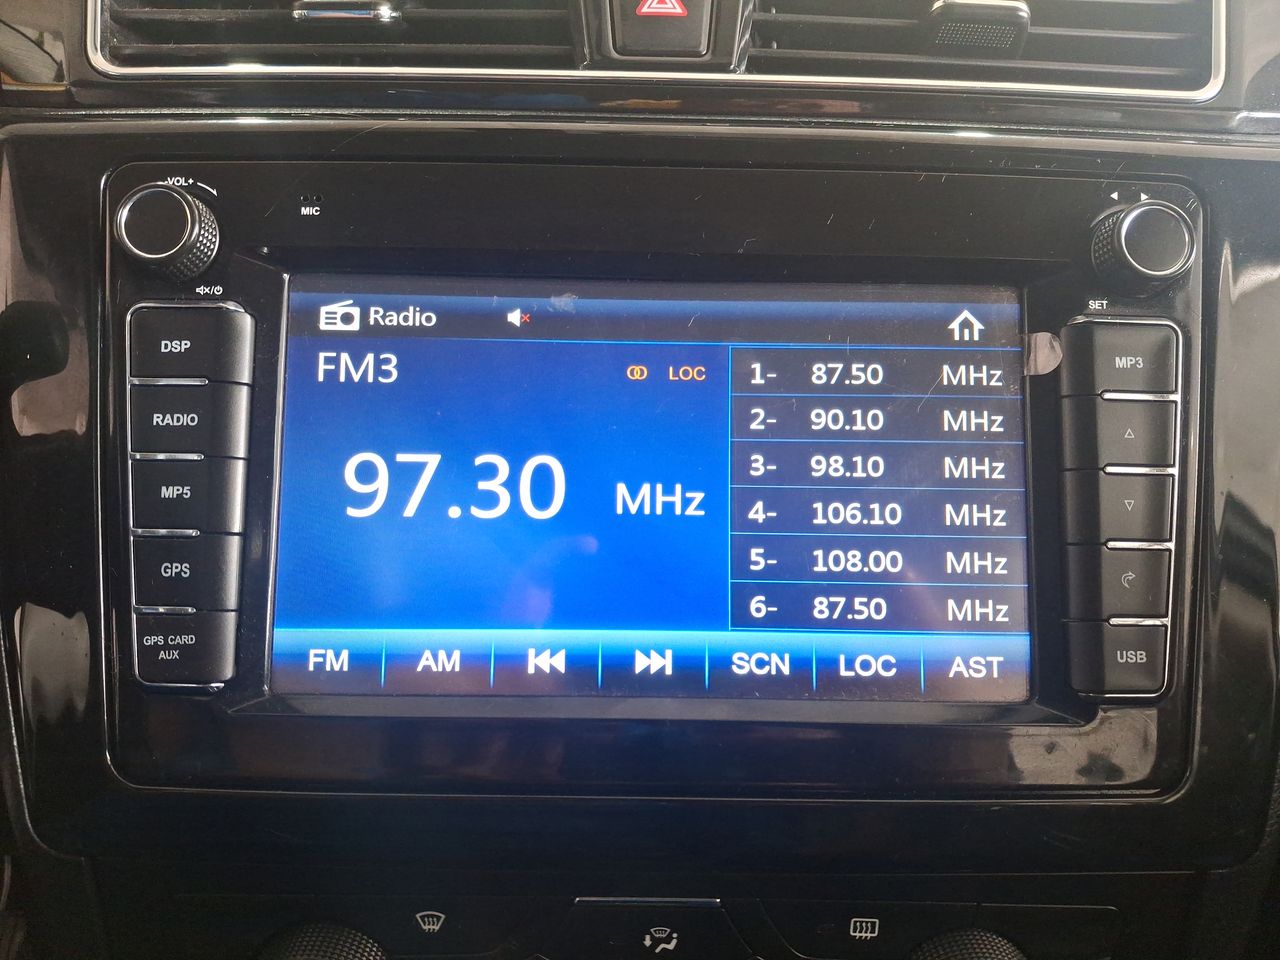 -VOL+
MIC
SET
DSP
RADIO
MP5
GPS
GPS CARD
AUX
Radio
FM3
LOC
97.30 MHz
1- 87.50 MHz
2- 90.10 MHz
3- 98.10 MHz
4- 106.10 MHz
5- 108.00 MHz
6- 87.50 MHz
FM AM SCN LOC AST
MP3
USB